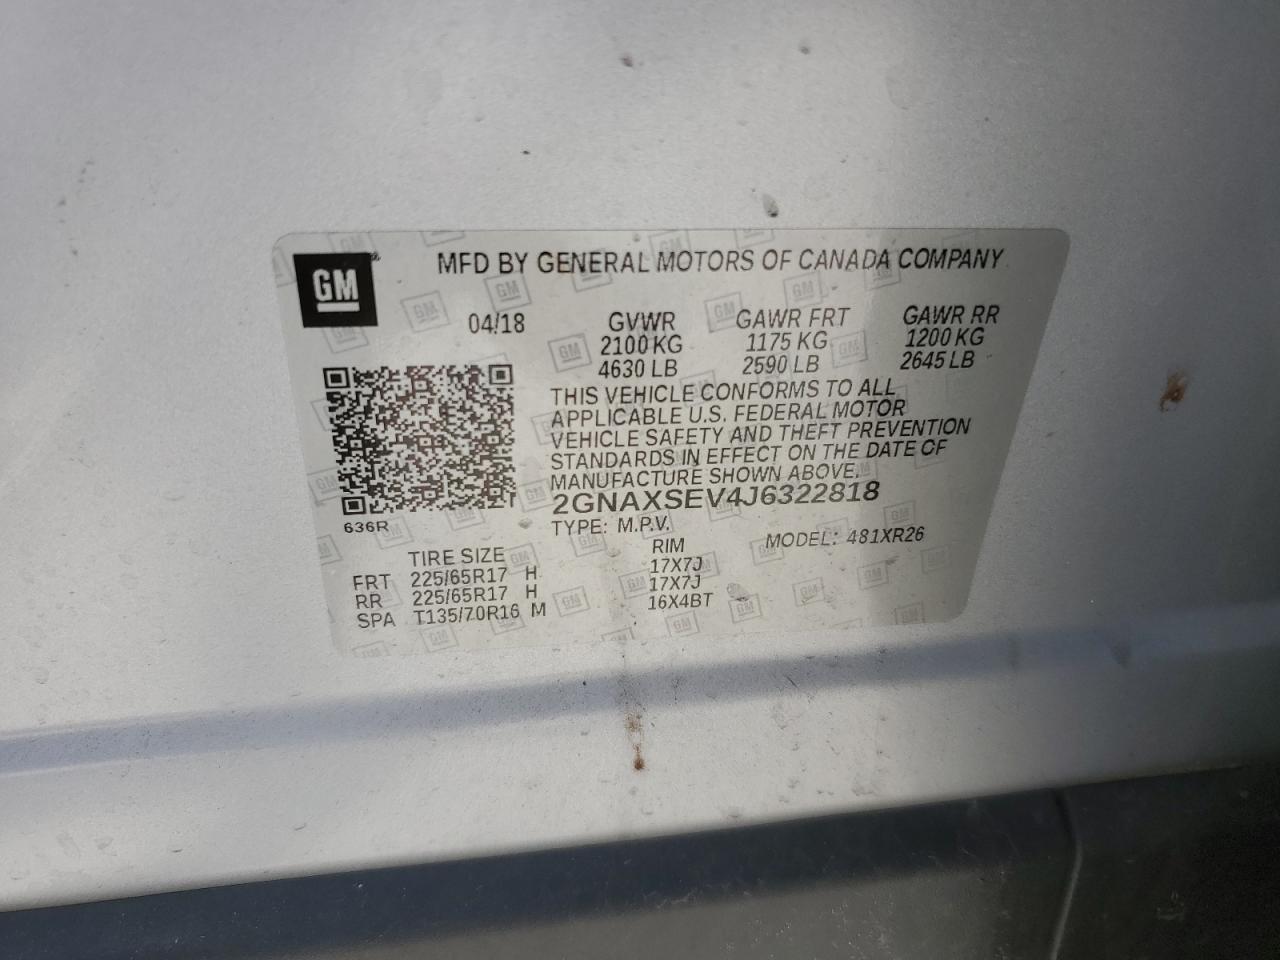 GM
MFD BY GENERAL MOTORS OF CANADA COMPANY
04/18 GVWR GAWR FRT GAWR RR
2100 KG 1175 KG 1200 KG
4630 LB 2590 LB 2645 LB
THIS VEHICLE CONFORMS TO ALL
APPLICABLE U.S. FEDERAL MOTOR
VEHICLE SAFETY AND THEFT PREVENTION
STANDARDS IN EFFECT ON THE DATE OF
MANUFACTURE SHOWN ABOVE.
2GNAXSEV4J6322818
636R TYPE: M.P.V. MODEL: 481XR26
TIRE SIZE RIM
FRT 225/65R17 H 17X7J
RR 225/65R17 H 17X7J
SPA T135/70R16 M 16X4BT